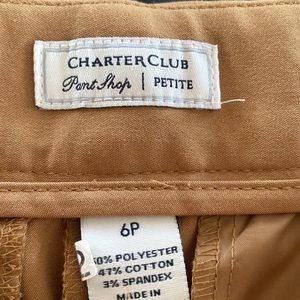 CHARTER CLUB
Pant Shop | PETITE
6P
50% POLYESTER
47% COTTON
3% SPANDEX
MADE IN